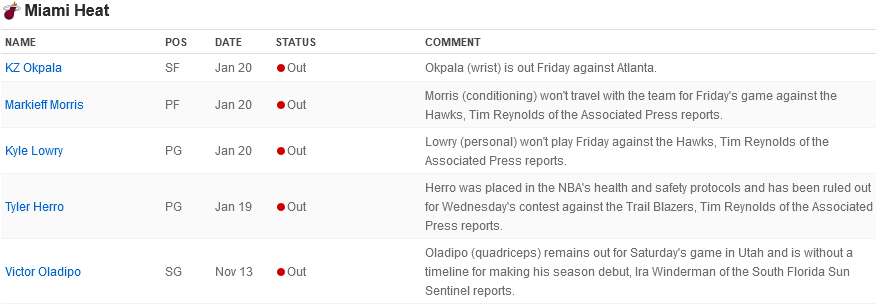 Miami Heat
NAME POS DATE STATUS COMMENT
KZ Okpala SF Jan 20 Out Okpala (wrist) is out Friday against Atlanta.
Morris (conditioning) won't travel with the team for Friday's game against the
Markieff Morris PF Jan 20 Out
Hawks, Tim Reynolds of the Associated Press reports.
Lowry (personal) won't play Friday against the Hawks, Tim Reynolds of the
Kyle Lowry PG Jan 20 Out
Associated Press reports.
Herro was placed in the NBA's health and safety protocols and has been ruled out
Tyler Herro PG Jan 19 Out for Wednesday's contest against the Trail Blazers, Tim Reynolds of the Associated
Press reports.
Oladipo (quadriceps) remains out for Saturday's game in Utah and is without a
Victor Oladipo SG Nov 13 Out timeline for making his season debut, Ira Winderman of the South Florida Sun
Sentinel reports.